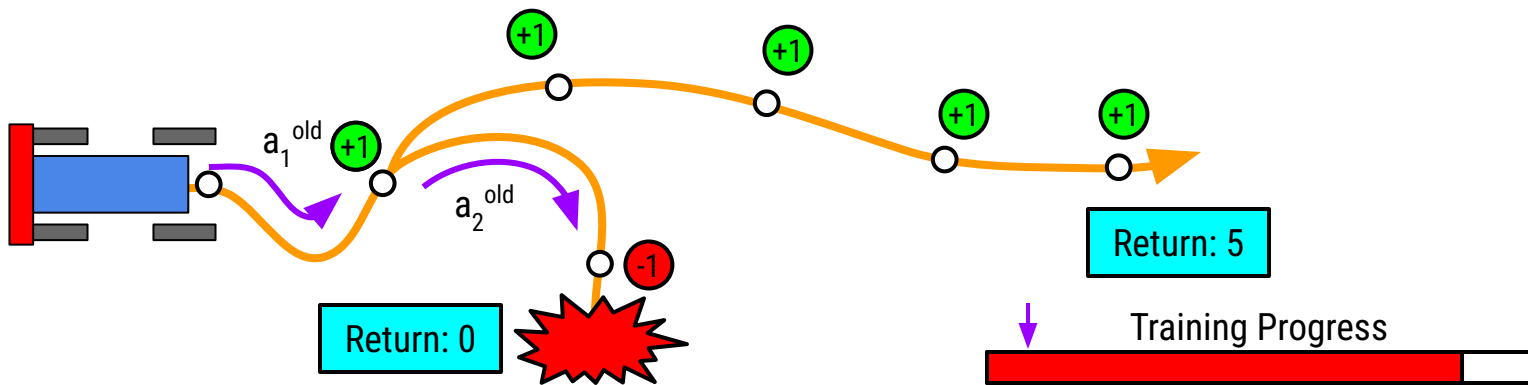 +1
+1
a₁ᵒˡᵈ
+1
+1
+1
a₂ᵒˡᵈ
-1
Return: 5
Return: 0
Training Progress